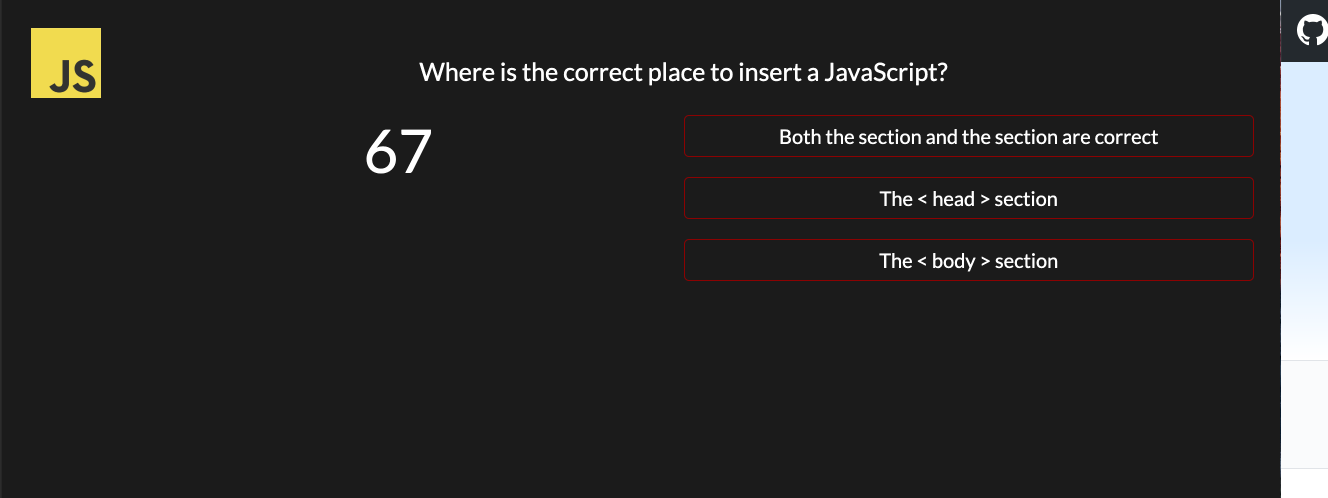 JS
Where is the correct place to insert a JavaScript?
67
Both the section and the section are correct
The < head > section
The < body > section